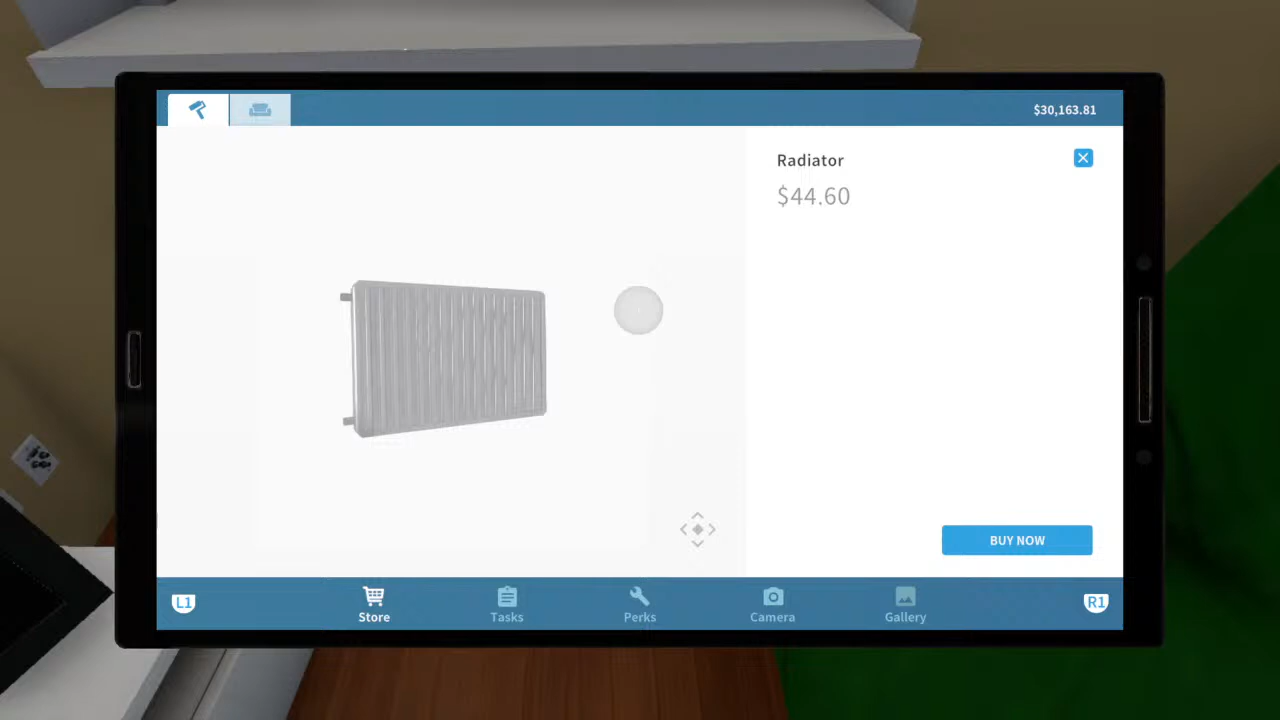 $30,163.81
Radiator
$44.60
BUY NOW
L1
Store
Tasks
Perks
Camera
Gallery
R1